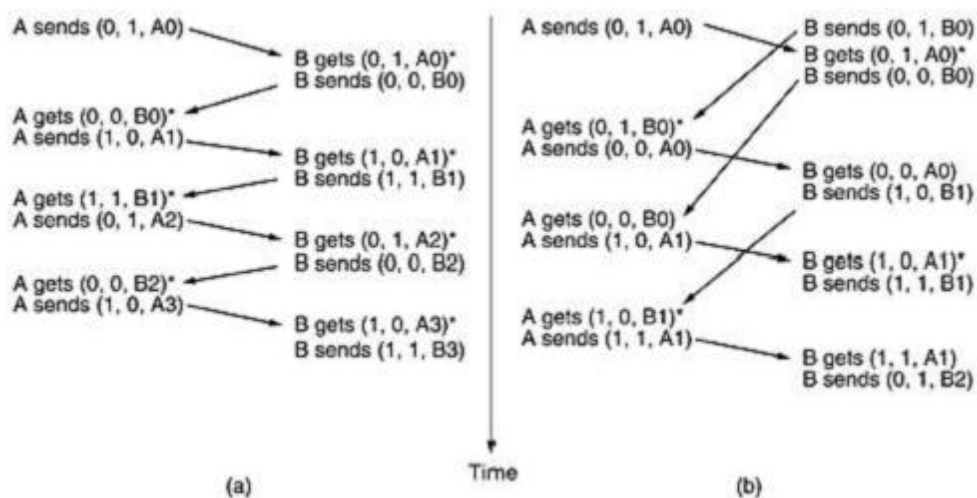 A sends (0, 1, A0)
B gets (0, 1, A0)*
B sends (0, 0, B0)
A gets (0, 0, B0)*
A sends (1, 0, A1)
B gets (1, 0, A1)*
B sends (1, 1, B1)
A gets (1, 1, B1)*
A sends (0, 1, A2)
B gets (0, 1, A2)*
B sends (0, 0, B2)
A gets (0, 0, B2)*
A sends (1, 0, A3)
B gets (1, 0, A3)*
B sends (1, 1, B3)
(a)
Time
A sends (0, 1, A0)
B sends (0, 1, B0)
B gets (0, 1, A0)*
B sends (0, 0, B0)
A gets (0, 1, B0)*
A sends (0, 0, A0)
B gets (0, 0, A0)
B sends (1, 0, B1)
A gets (0, 0, B0)
A sends (1, 0, A1)
B gets (1, 0, A1)*
B sends (1, 1, B1)
A gets (1, 0, B1)*
A sends (1, 1, A1)
B gets (1, 1, A1)
B sends (0, 1, B2)
(b)